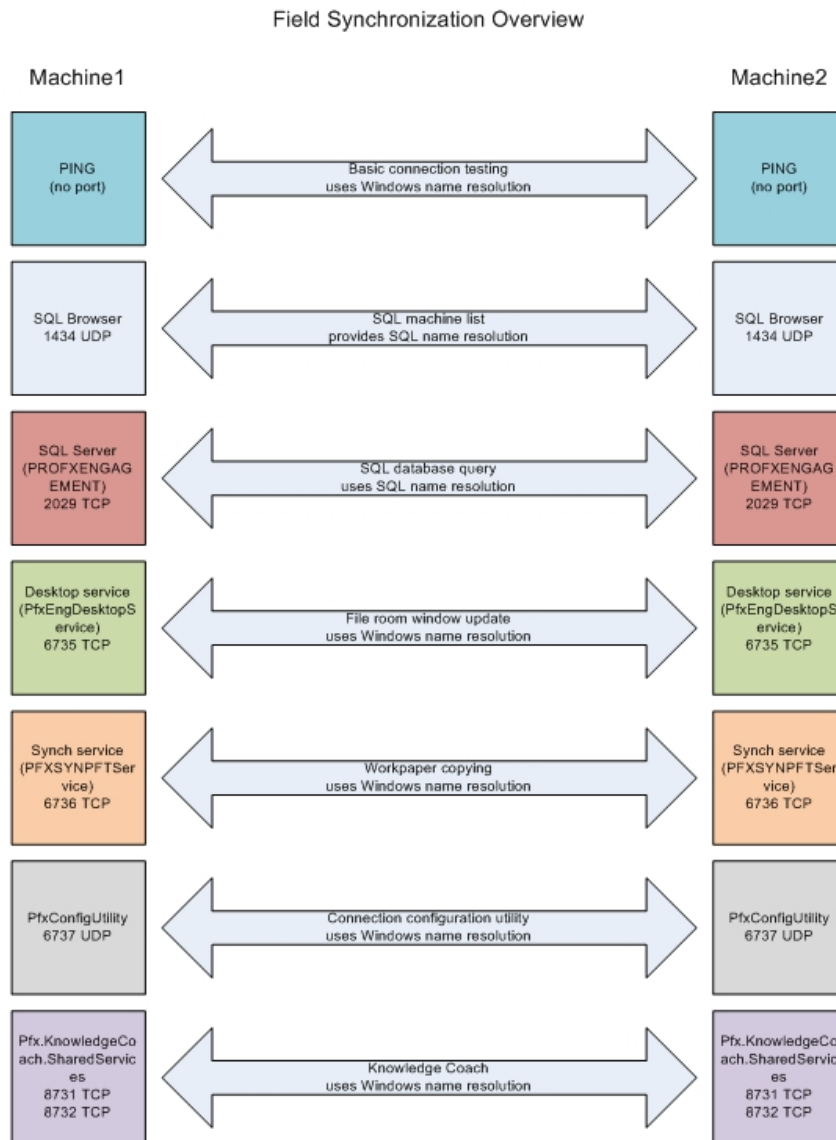 Field Synchronization Overview
Machine1
Machine2
PING
(no port)
Basic connection testing
uses Windows name resolution
PING
(no port)
SQL Browser
1434 UDP
SQL machine list
provides SQL name resolution
SQL Browser
1434 UDP
SQL Server
(PROFXENGAG
EMENT)
2029 TCP
SQL database query
uses SQL name resolution
SQL Server
(PROFXENGAG
EMENT)
2029 TCP
Desktop service
(PfxEngDesktopS
ervice)
6735 TCP
File room window update
uses Windows name resolution
Desktop service
(PfxEngDesktopS
ervice)
6735 TCP
Synch service
(PFXSYNPFTSer
vice)
6736 TCP
Workpaper copying
uses Windows name resolution
Synch service
(PFXSYNPFTSer
vice)
6736 TCP
PfxConfigUtility
6737 UDP
Connection configuration utility
uses Windows name resolution
PfxConfigUtility
6737 UDP
Pfx.KnowledgeCo
ach.SharedServic
es
8731 TCP
8732 TCP
Knowledge Coach
uses Windows name resolution
Pfx.KnowledgeCo
ach.SharedServic
es
8731 TCP
8732 TCP